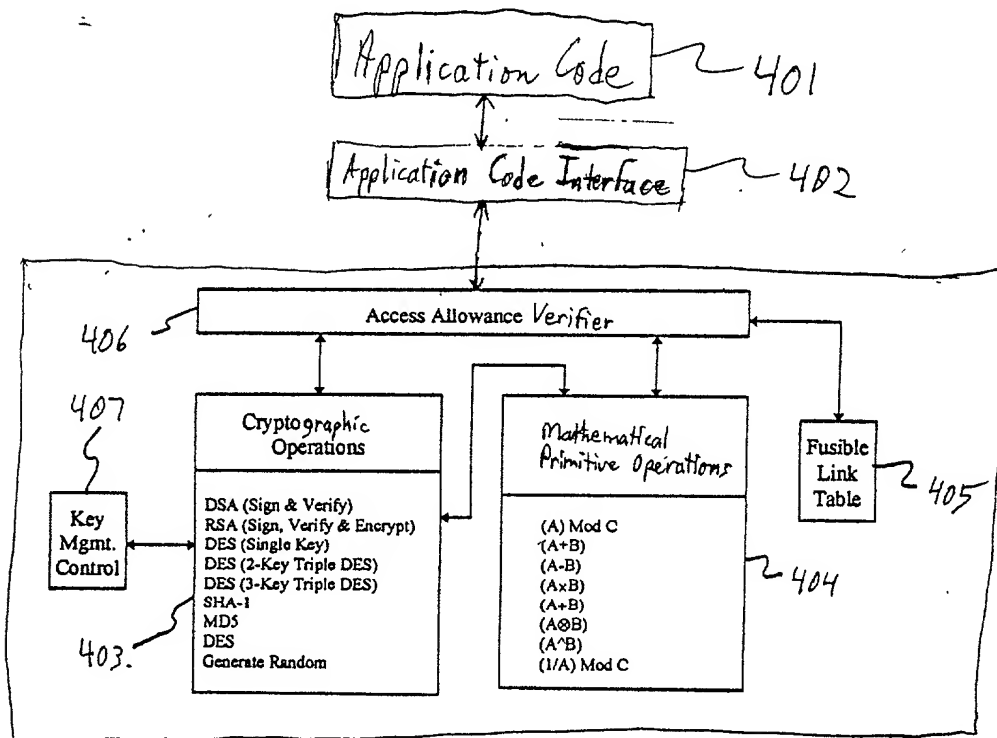 Application Code
401
Application Code Interface
402
Access Allowance Verifier
406
407
Cryptographic
Operations
Mathematical
Primitive Operations
Fusible
Link
Table
405
Key
Mgmt.
Control
DSA (Sign & Verify)
RSA (Sign, Verify & Encrypt)
DES (Single Key)
DES (2-Key Triple DES)
DES (3-Key Triple DES)
SHA-1
MD5
DES
Generate Random
403.
(A) Mod C
(A+B)
(A-B)
(AxB)
(A+B)
(A⊗B)
(A^B)
(1/A) Mod C
404